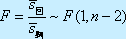 F = s̄回 / s̄剩 ~ F(1, n − 2)